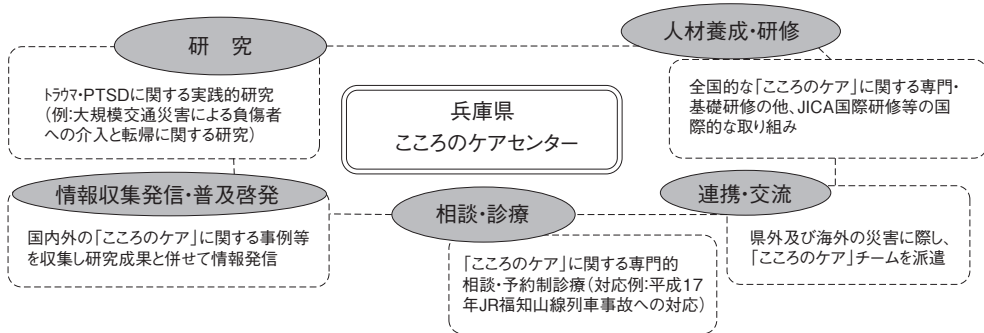 研　究
トラウマ・PTSDに関する実践的研究
（例：大規模交通災害による負傷者
への介入と転帰に関する研究）
人材養成・研修
全国的な「こころのケア」に関する専門・
基礎研修の他、JICA国際研修等の国
際的な取り組み
兵庫県
こころのケアセンター
情報収集発信・普及啓発
国内外の「こころのケア」に関する事例等
を収集し研究成果と併せて情報発信
相談・診療
「こころのケア」に関する専門的
相談・予約制診療（対応例：平成17
年JR福知山線列車事故への対応）
連携・交流
県外及び海外の災害に際し、
「こころのケア」チームを派遣